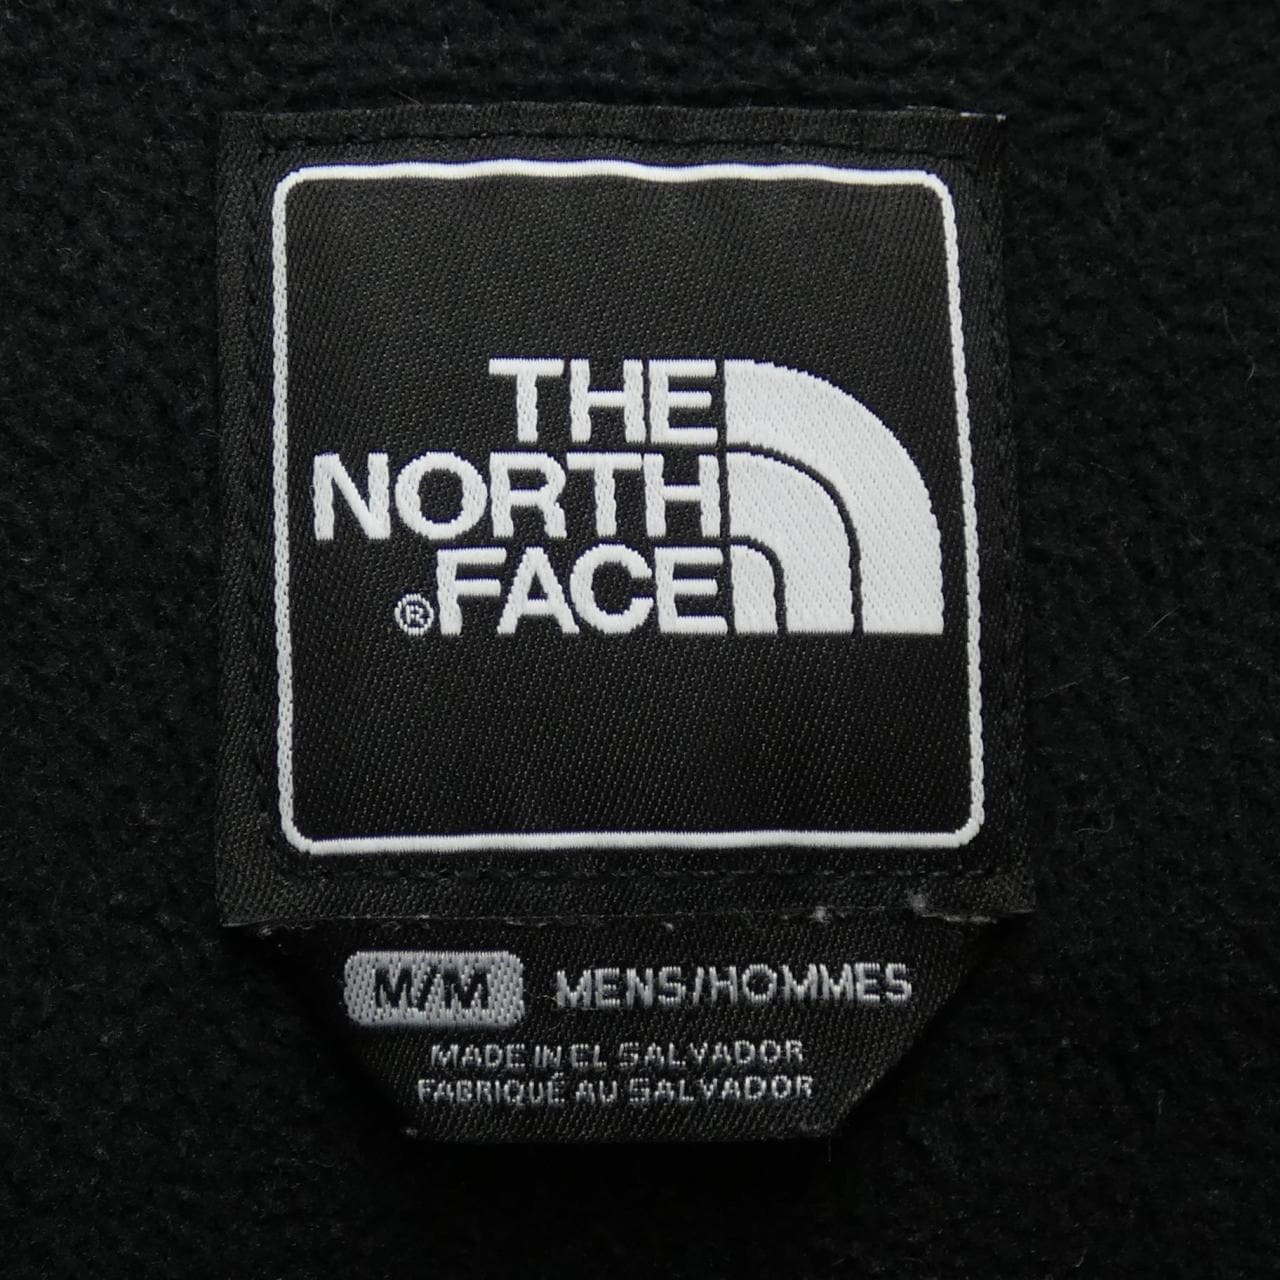 THE
NORTH
®FACE
M/M MENS/HOMMES
MADE IN EL SALVADOR
FABRIQUÉ AU SALVADOR